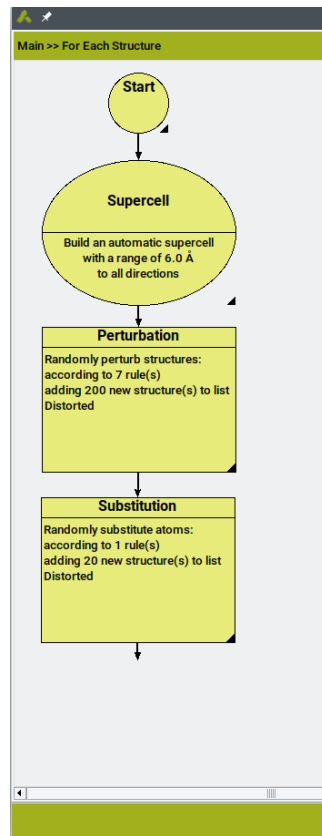 Main >> For Each Structure
Start
Supercell
Build an automatic supercell
with a range of 6.0 Å
to all directions
Perturbation
Randomly perturb structures:
according to 7 rule(s)
adding 200 new structure(s) to list
Distorted
Substitution
Randomly substitute atoms:
according to 1 rule(s)
adding 20 new structure(s) to list
Distorted